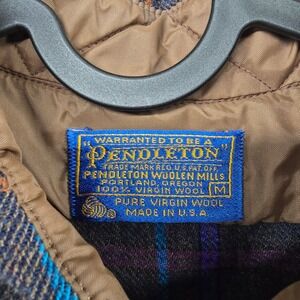 WARRANTED TO BE A
"PENDLETON"
TRADE MARK REG. U.S. PAT. OFF.
PENDLETON WOOLEN MILLS
PORTLAND, OREGON
100% VIRGIN WOOL M
PURE VIRGIN WOOL
MADE IN U.S.A.